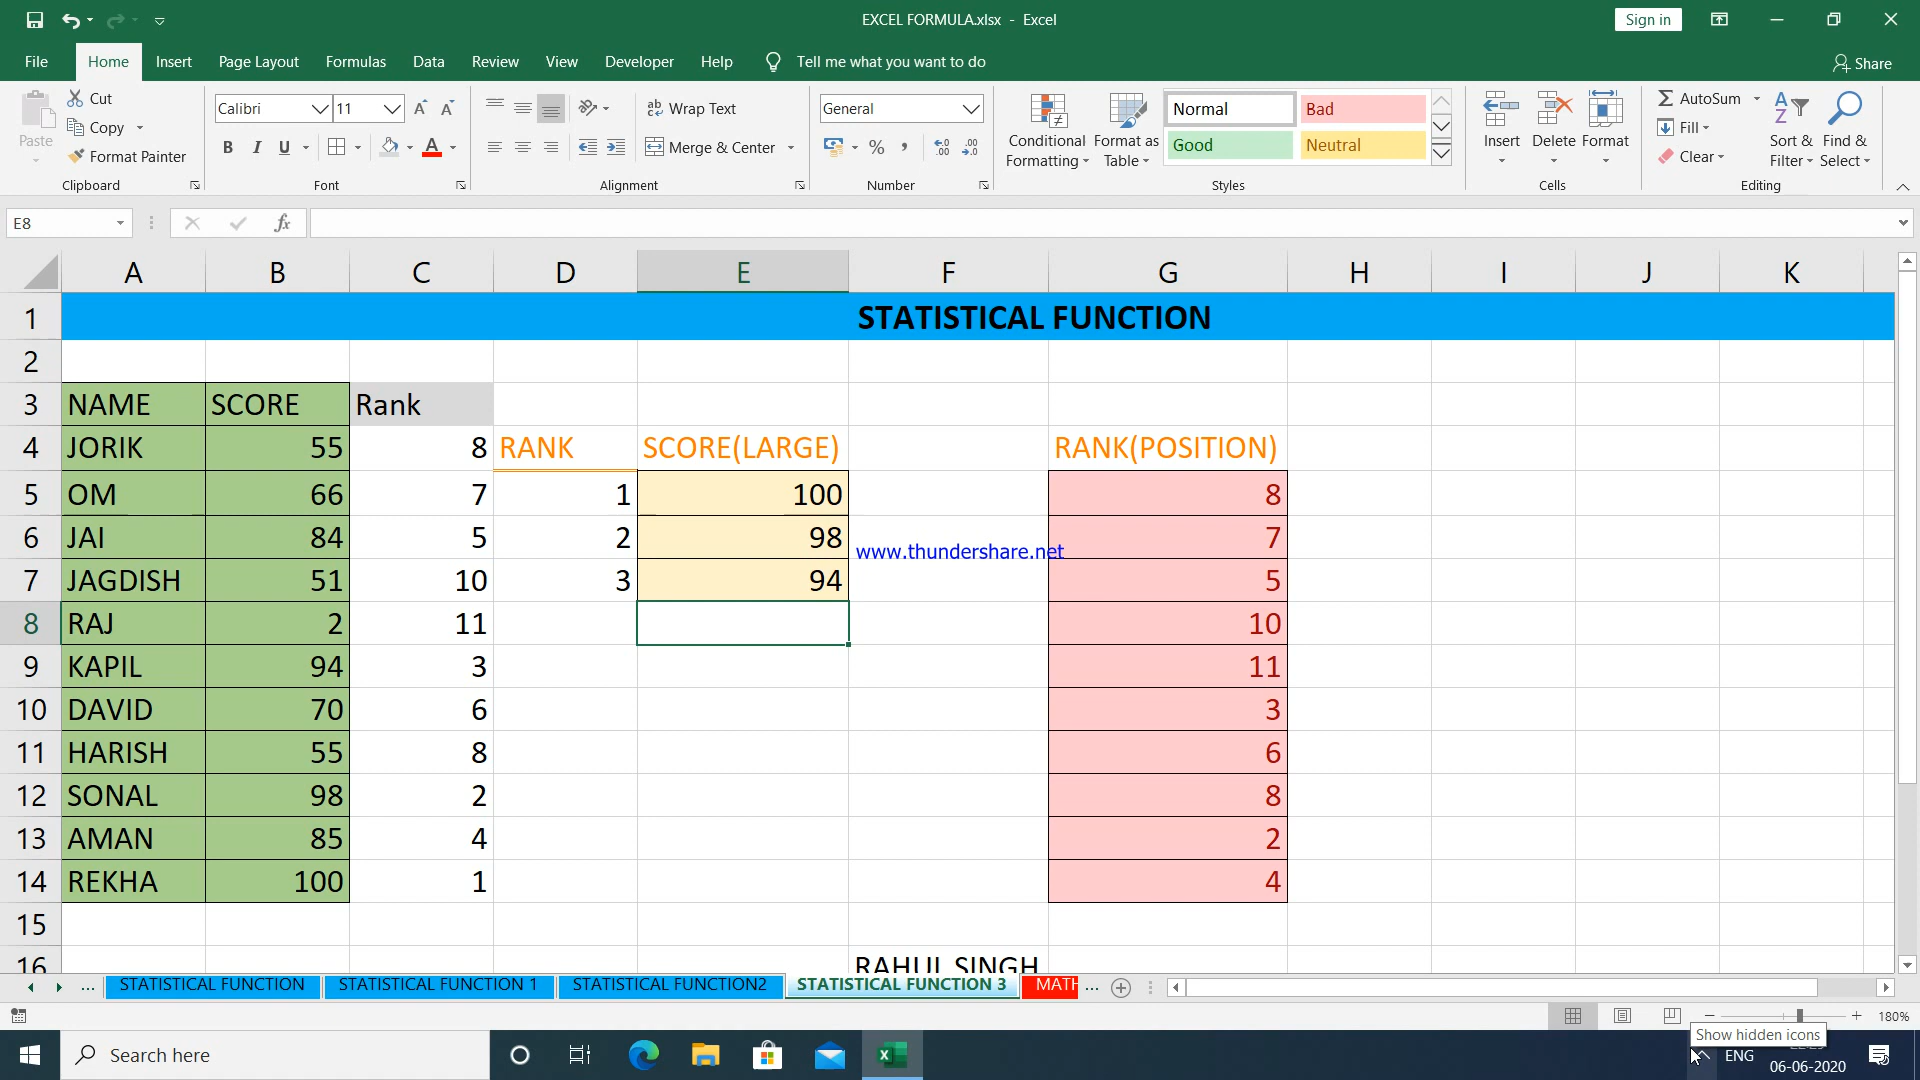 EXCEL FORMULA.xlsx - Excel
Sign in
File Home Insert Page Layout Formulas Data Review View Developer Help Tell me what you want to do Share
Paste
Cut
Copy
Format Painter
Clipboard
Calibri 11
B I U A
Font
Wrap Text
Merge & Center
Alignment
General
%
Number
Conditional Formatting
Format as Table
Normal Bad
Good Neutral
Styles
Insert Delete Format
Cells
AutoSum
Fill
Clear
Sort & Filter
Find & Select
Editing
E8 fx
A B C D E F G H I J K
1 STATISTICAL FUNCTION
2
3 NAME SCORE Rank
4 JORIK 55 8 RANK SCORE(LARGE) RANK(POSITION)
5 OM 66 7 1 100 8
6 JAI 84 5 2 98 7
www.thundershare.net
7 JAGDISH 51 10 3 94 5
8 RAJ 2 11 10
9 KAPIL 94 3 11
10 DAVID 70 6 3
11 HARISH 55 8 6
12 SONAL 98 2 8
13 AMAN 85 4 2
14 REKHA 100 1 4
15
16 RAHUL SINGH
... STATISTICAL FUNCTION STATISTICAL FUNCTION 1 STATISTICAL FUNCTION2 STATISTICAL FUNCTION 3 MATH ...
180%
Show hidden icons
Search here
ENG
06-06-2020